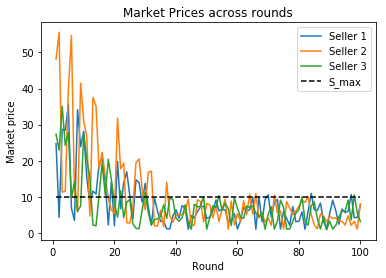 Market Prices across rounds
Seller 1
Seller 2
Seller 3
S_max
Market price
50
40
30
20
10
0
0
20
40
60
80
100
Round